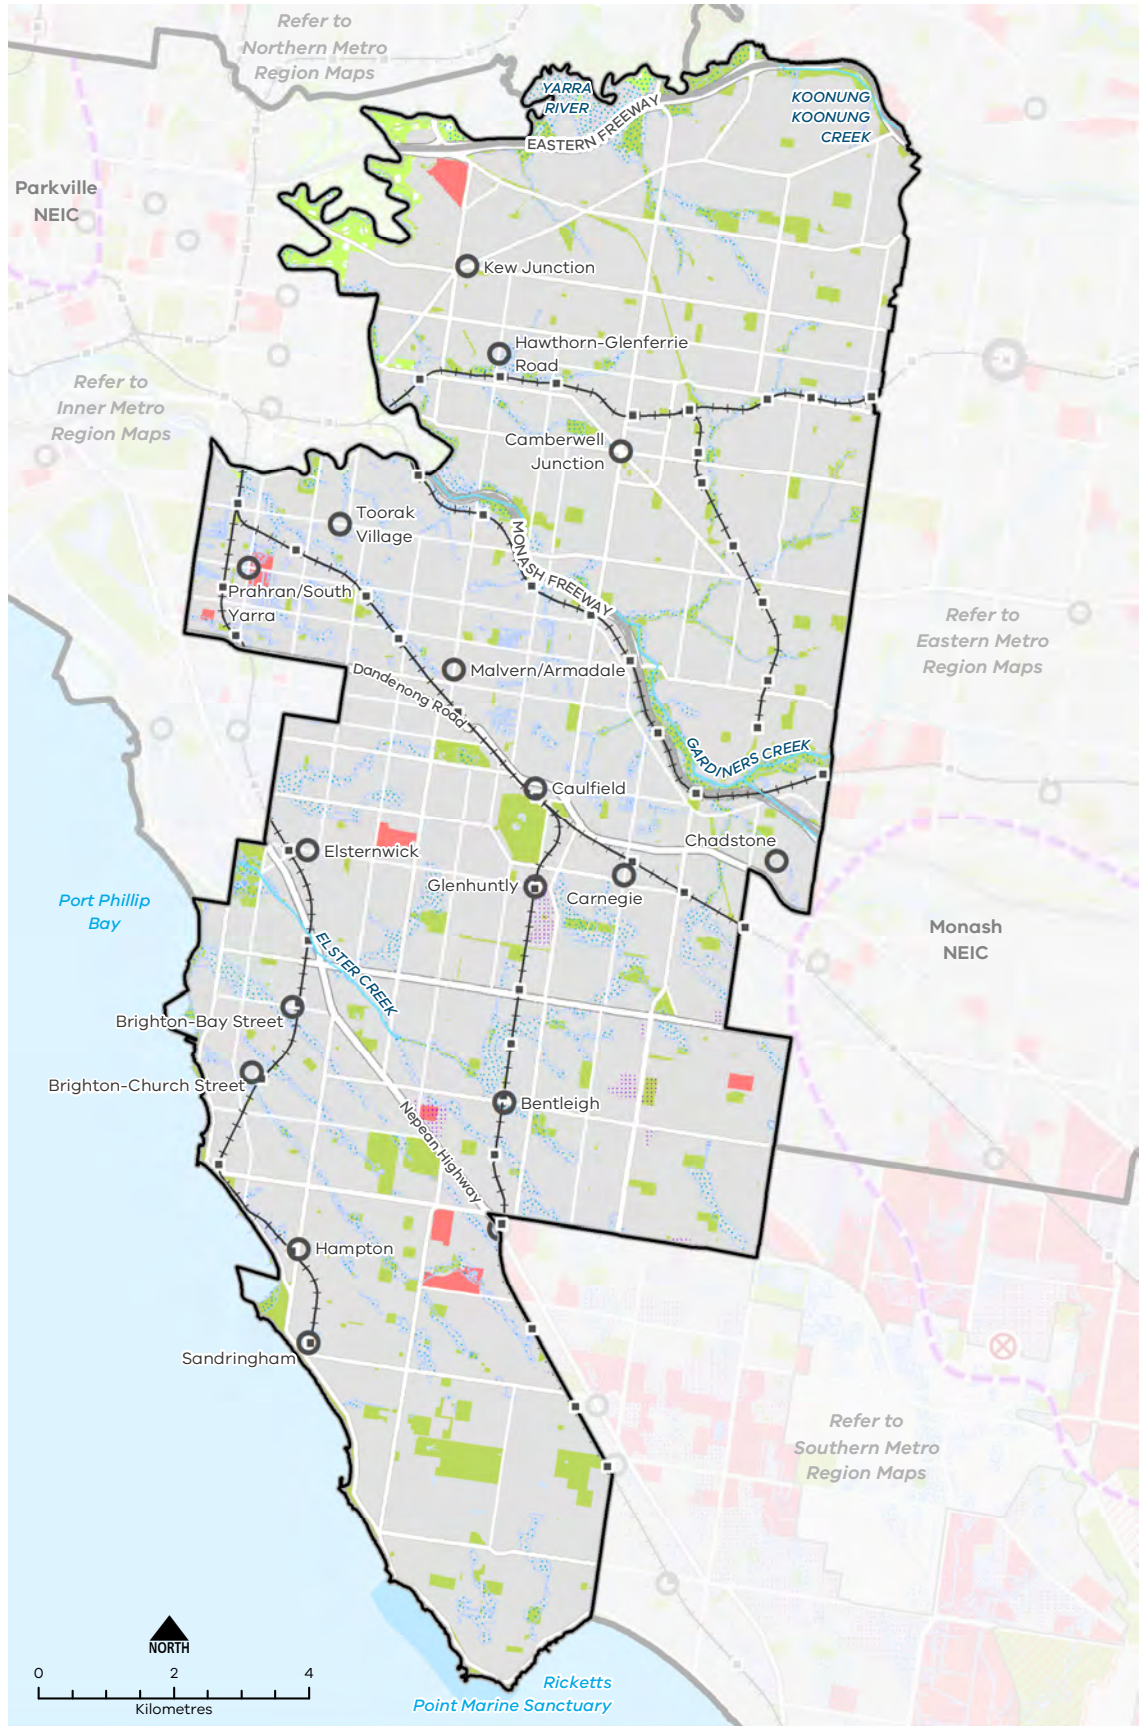 Refer to
Northern Metro
Region Maps
YARRA
RIVER
KOONUNG
KOONUNG
CREEK
EASTERN FREEWAY
Parkville
NEIC
Kew Junction
Hawthorn-Glenferrie
Road
Refer to
Inner Metro
Region Maps
Camberwell
Junction
Toorak
Village
MONASH FREEWAY
Prahran/South
Yarra
Refer to
Eastern Metro
Region Maps
Malvern/Armadale
Dandenong Road
GARDINERS CREEK
Caulfield
Chadstone
Elsternwick
Glenhuntly
Carnegie
Port Phillip
Bay
Monash
NEIC
ELSTER CREEK
Brighton-Bay Street
Brighton-Church Street
Bentleigh
Nepean Highway
Hampton
Sandringham
Refer to
Southern Metro
Region Maps
NORTH
0 2 4
Kilometres
Ricketts
Point Marine Sanctuary